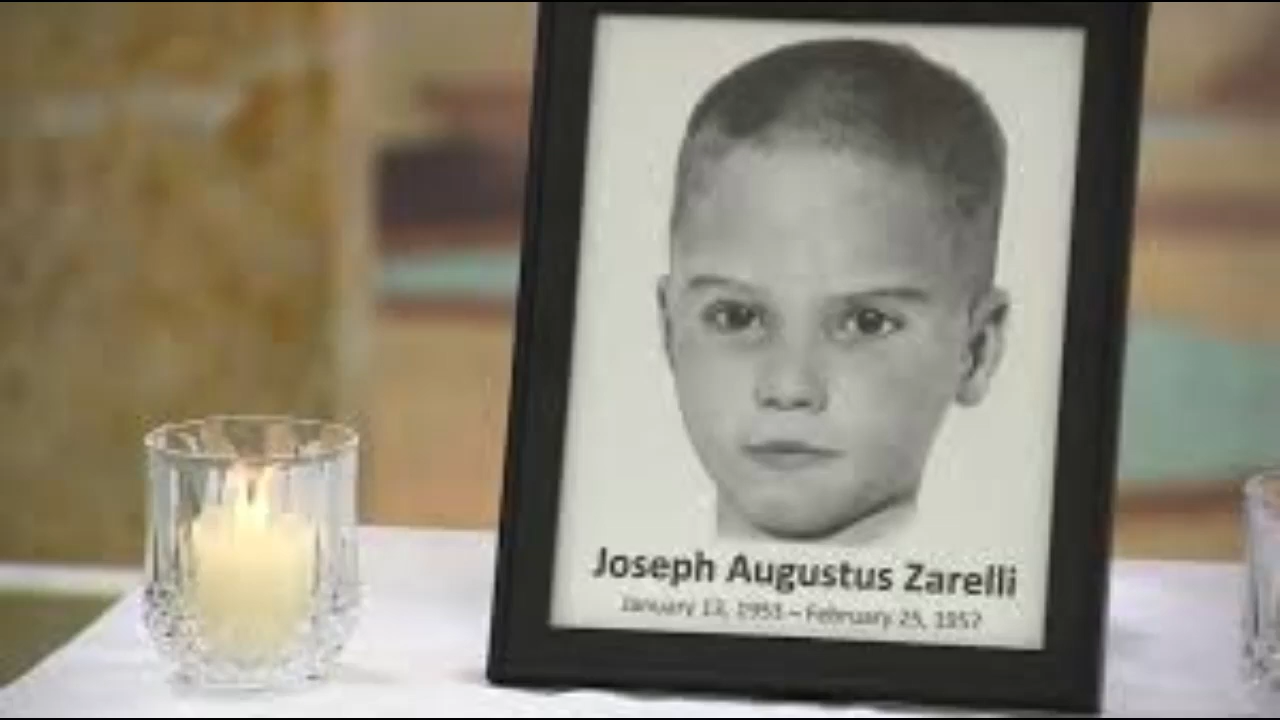 Joseph Augustus Zarelli
January 13, 1953 – February 25, 1957